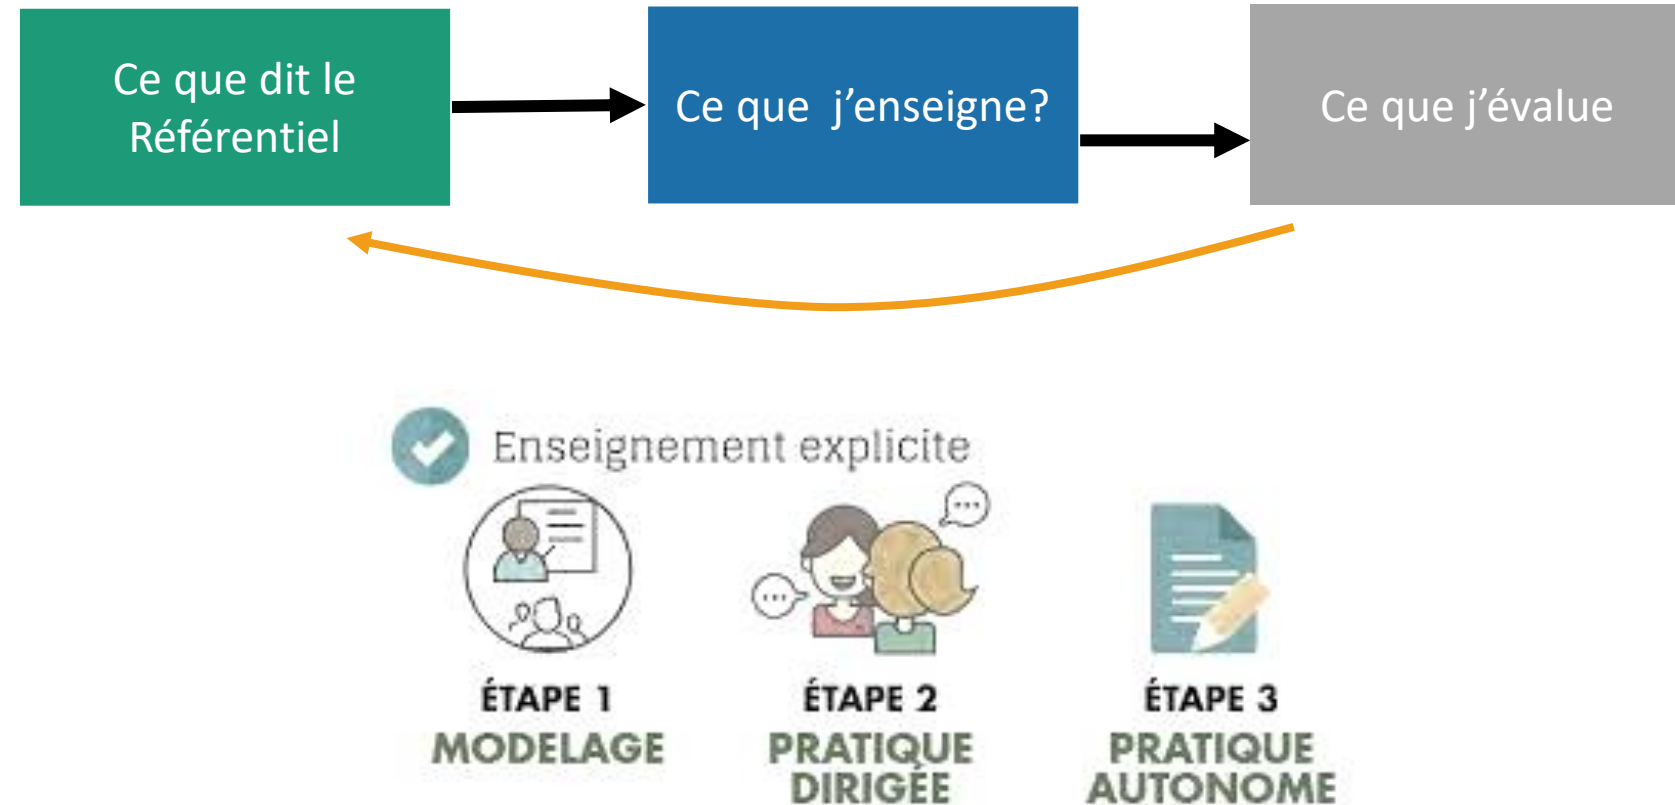 Ce que dit le
Référentiel
Ce que j’enseigne?
Ce que j’évalue
Enseignement explicite
ÉTAPE 1
MODELAGE
ÉTAPE 2
PRATIQUE
DIRIGÉE
ÉTAPE 3
PRATIQUE
AUTONOME